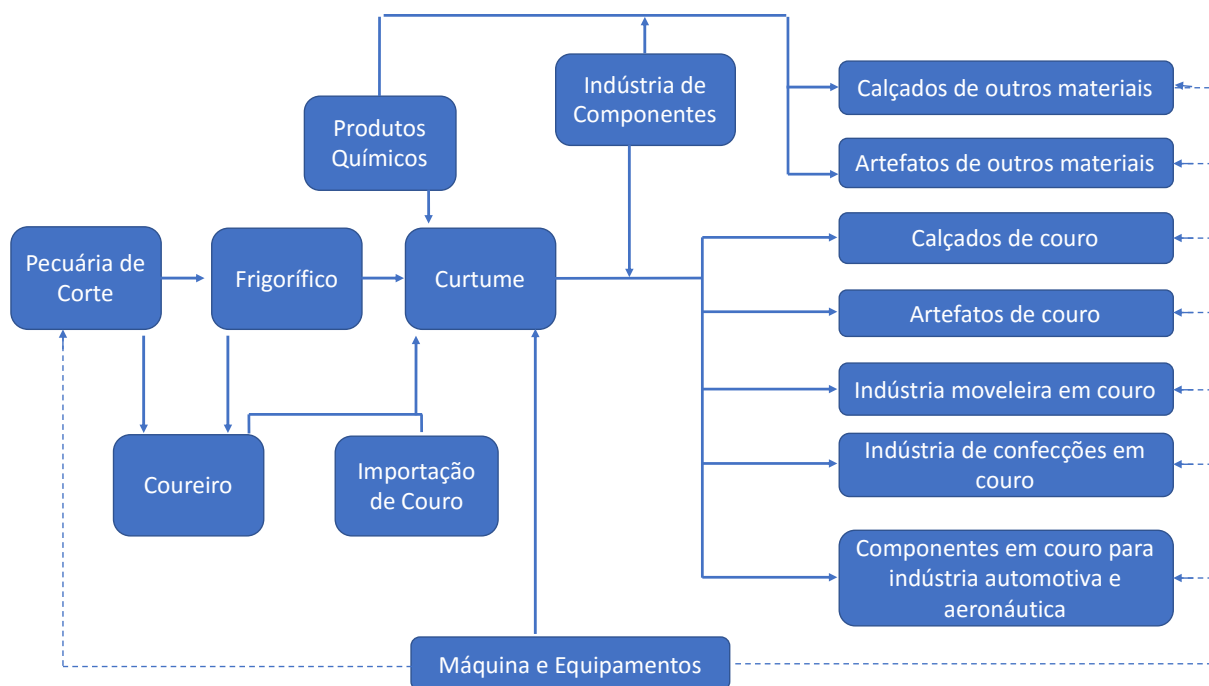 Indústria de
Componentes
Calçados de outros materiais
Produtos
Químicos
Artefatos de outros materiais
Pecuária de
Corte
Frigorífico
Curtume
Calçados de couro
Artefatos de couro
Indústria moveleira em couro
Coureiro
Importação
de Couro
Indústria de confecções em
couro
Componentes em couro para
indústria automotiva e
aeronáutica
Máquina e Equipamentos